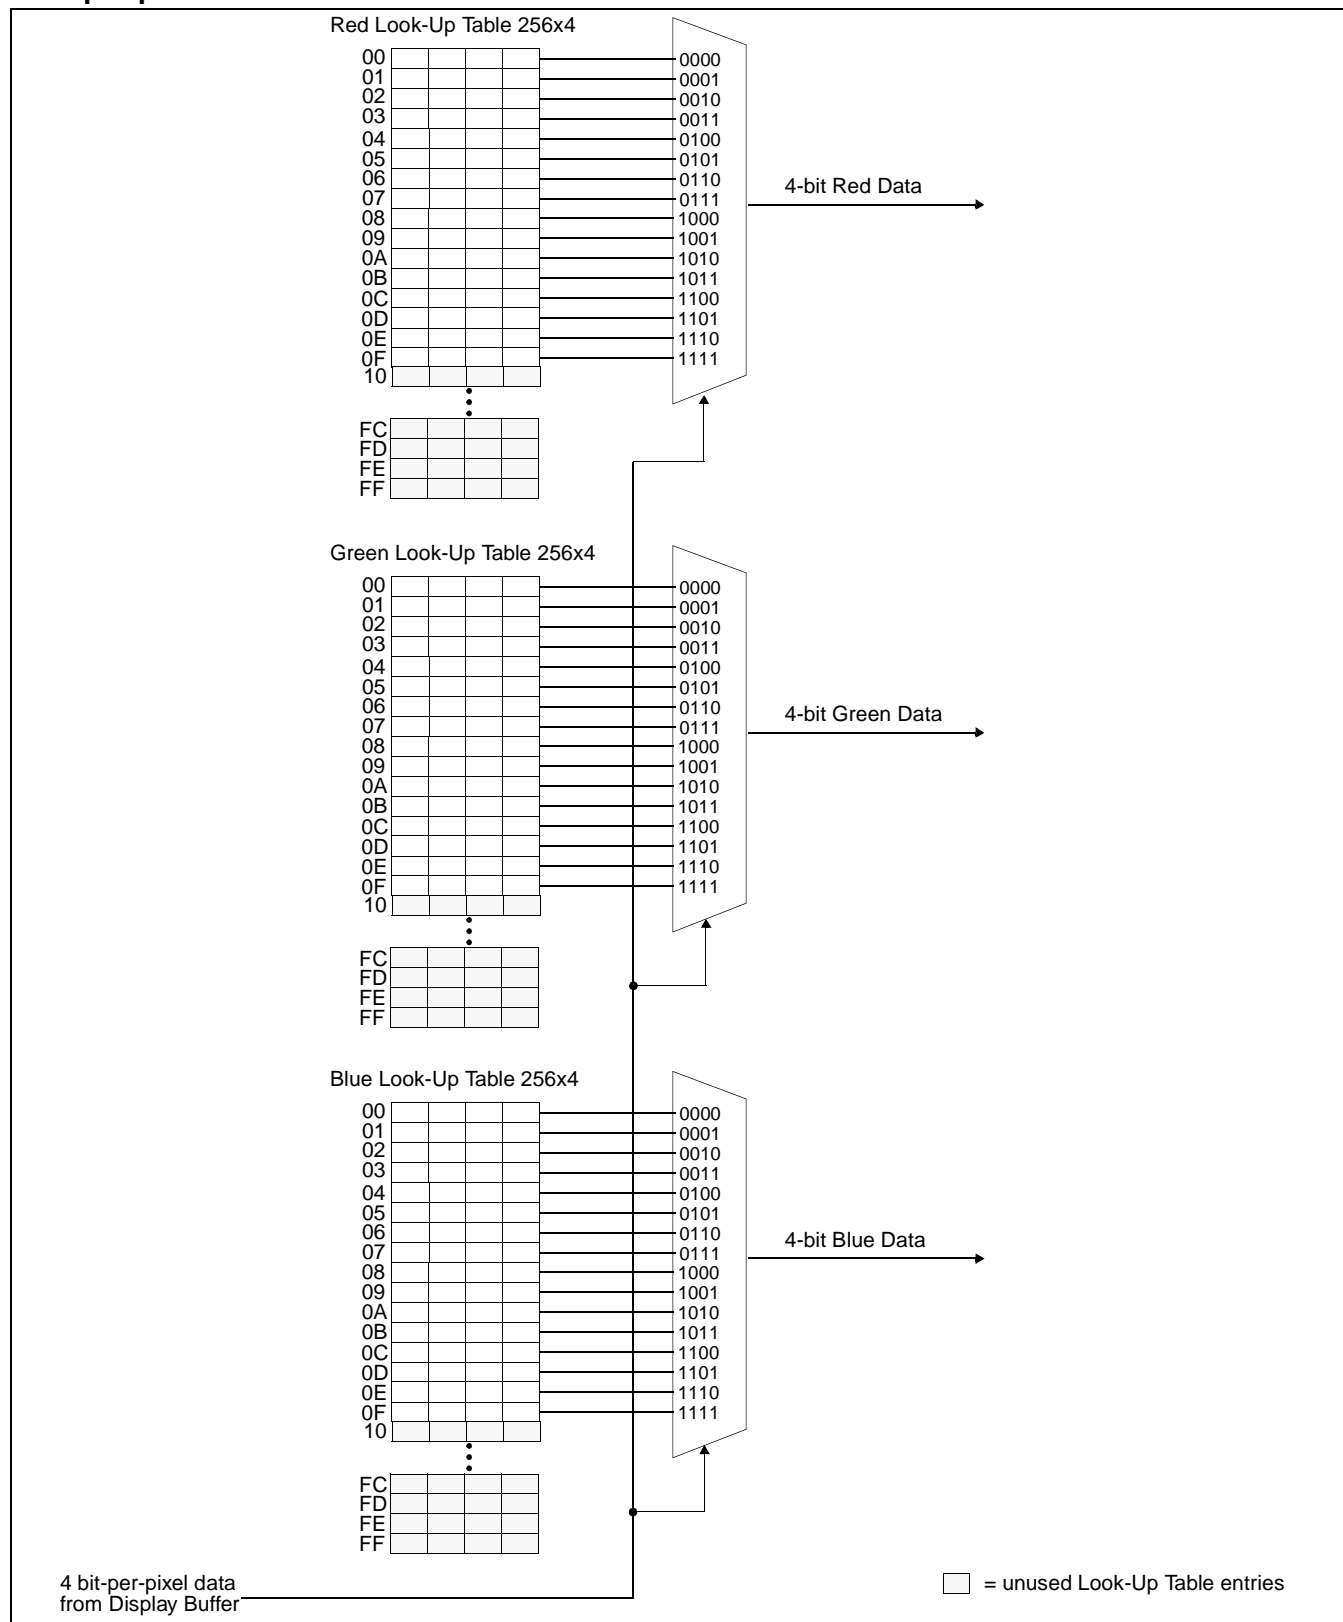 Red Look-Up Table 256x4
00 0000
01 0001
02 0010
03 0011
04 0100
05 0101
06 0110
07 0111
4-bit Red Data
08 1000
09 1001
0A 1010
0B 1011
0C 1100
0D 1101
0E 1110
0F 1111
10
FC
FD
FE
FF
Green Look-Up Table 256x4
00 0000
01 0001
02 0010
03 0011
04 0100
05 0101
06 0110
07 0111
4-bit Green Data
08 1000
09 1001
0A 1010
0B 1011
0C 1100
0D 1101
0E 1110
0F 1111
10
FC
FD
FE
FF
Blue Look-Up Table 256x4
00 0000
01 0001
02 0010
03 0011
04 0100
05 0101
06 0110
07 0111
4-bit Blue Data
08 1000
09 1001
0A 1010
0B 1011
0C 1100
0D 1101
0E 1110
0F 1111
10
FC
FD
FE
FF
4 bit-per-pixel data
from Display Buffer
= unused Look-Up Table entries